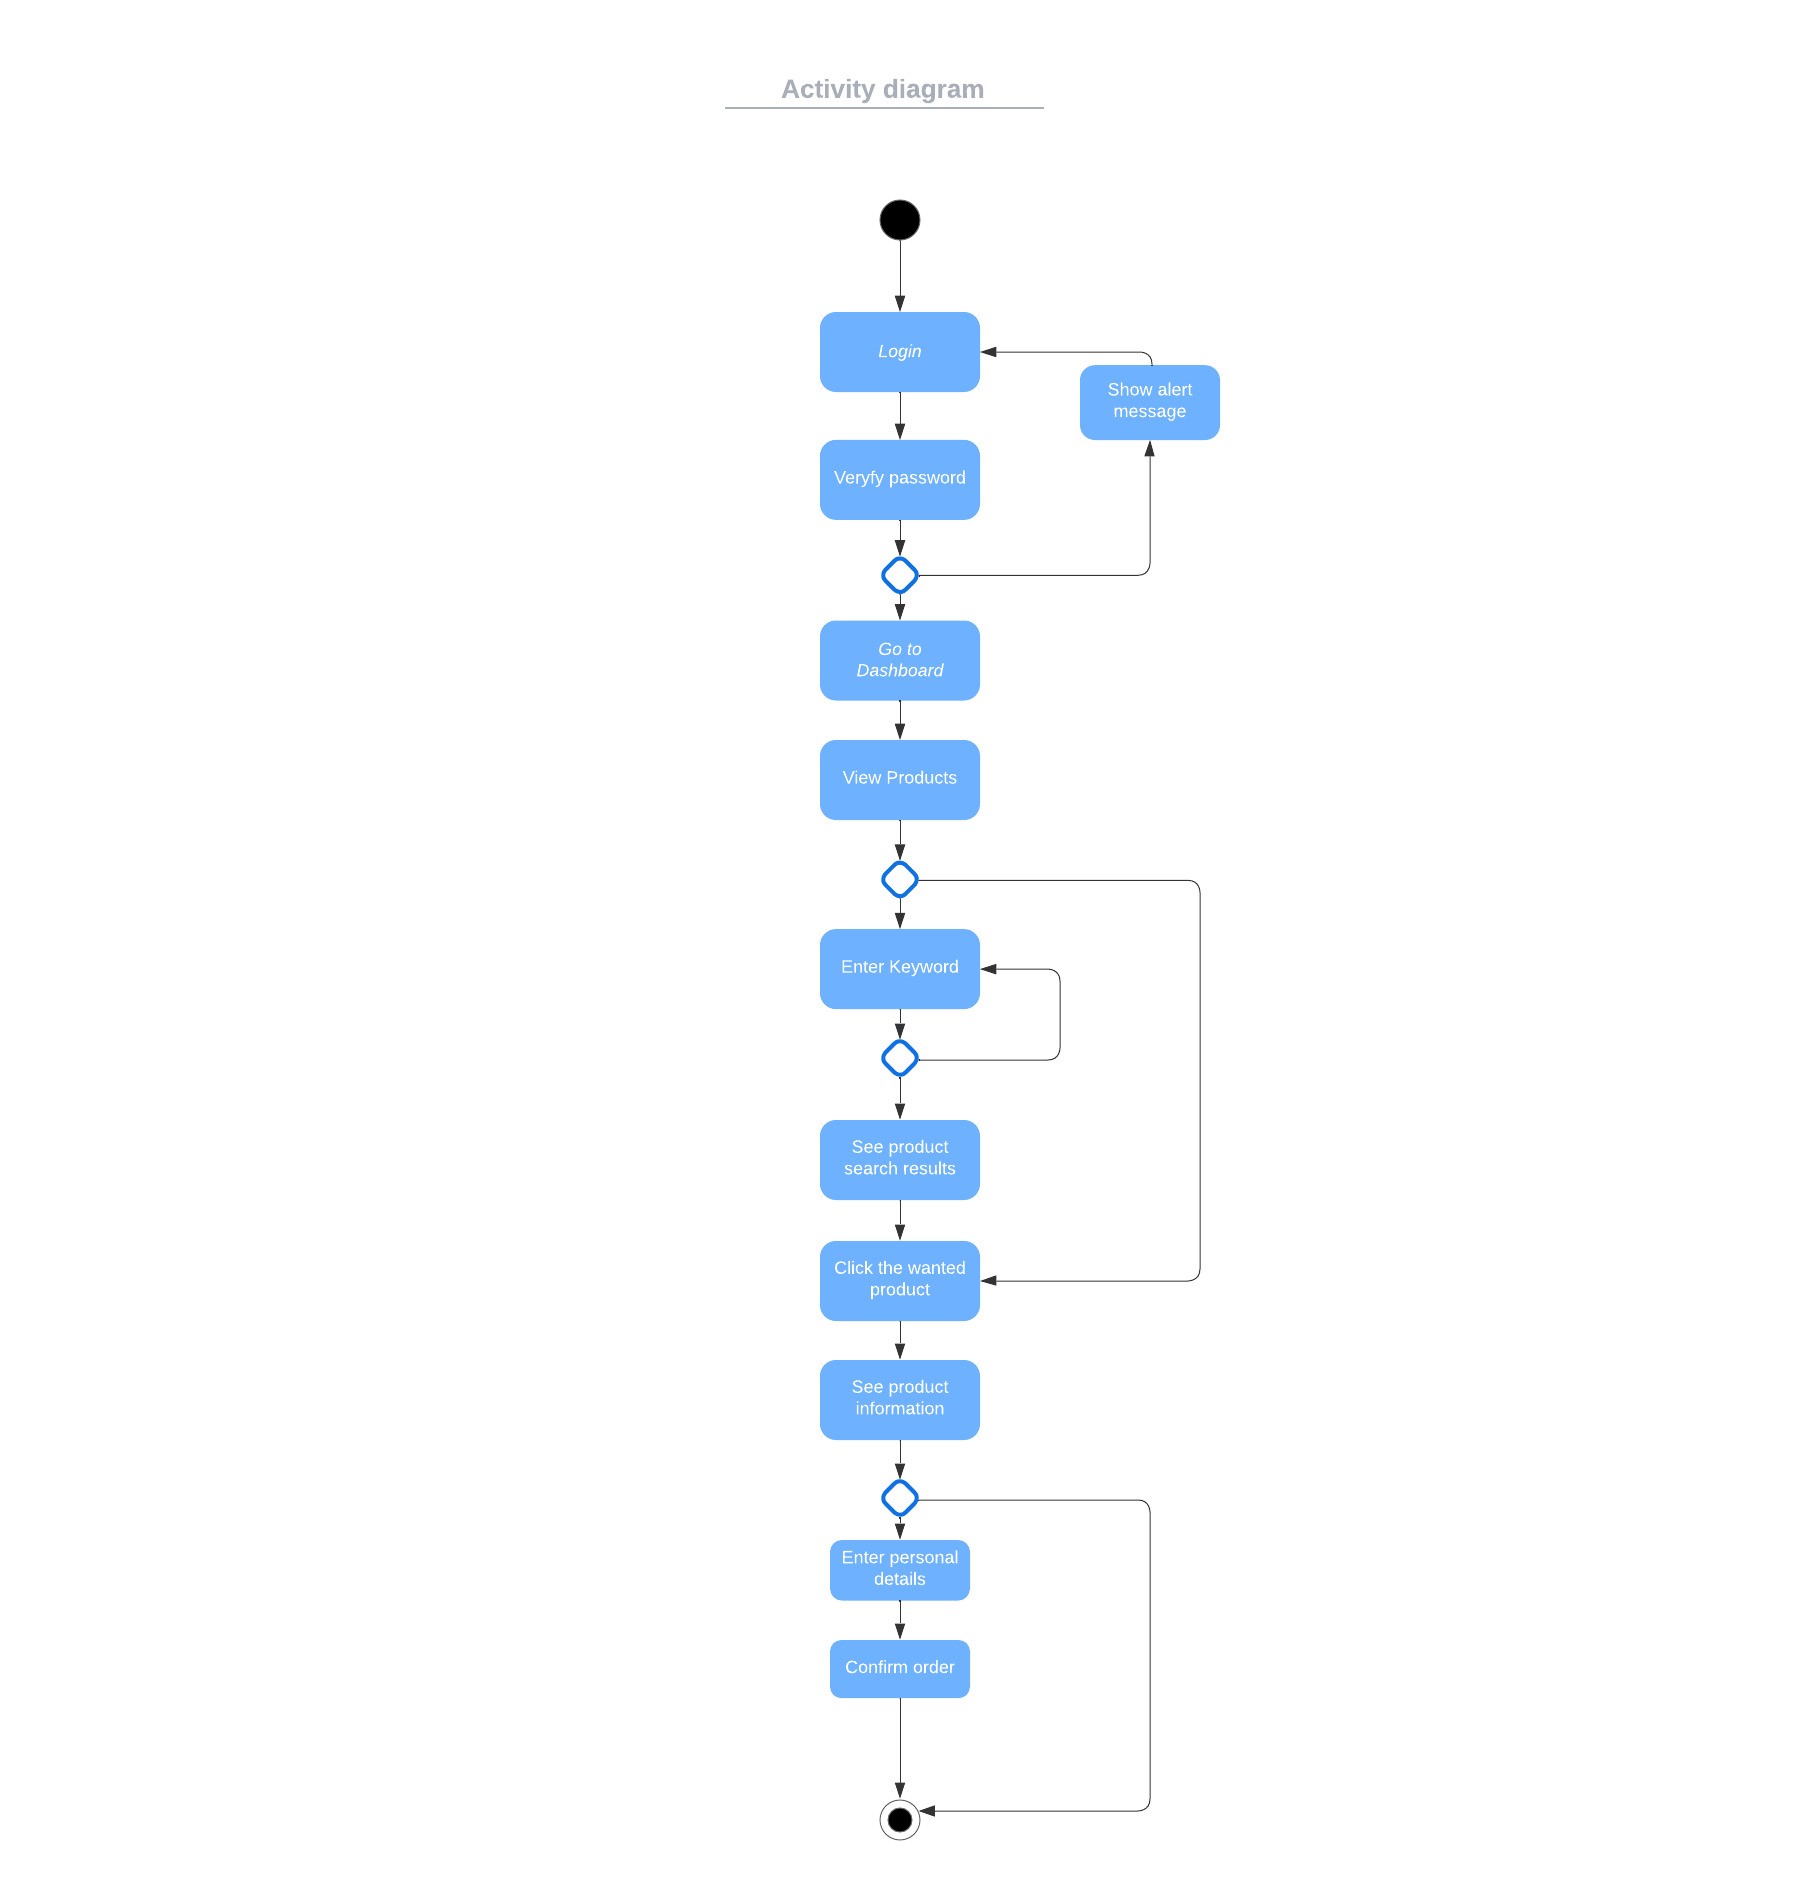 Activity diagram
Login
Show alert
message
Veryfy password
Go to
Dashboard
View Products
Enter Keyword
See product
search results
Click the wanted
product
See product
information
Enter personal
details
Confirm order